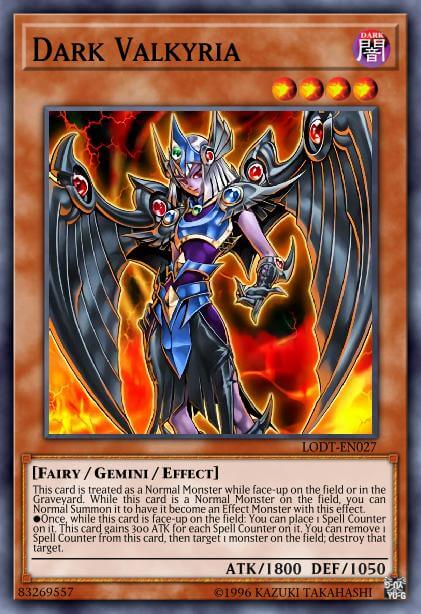 DARK VALKYRIA
DARK
闇
LODT-EN027
[FAIRY / GEMINI / EFFECT]
This card is treated as a Normal Monster while face-up on the field or in the
Graveyard. While this card is a Normal Monster on the field, you can
Normal Summon it to have it become an Effect Monster with this effect.
●Once, while this card is face-up on the field: You can place 1 Spell Counter
on it. This card gains 300 ATK for each Spell Counter on it. You can remove 1
Spell Counter from this card, then target 1 monster on the field; destroy that
target.
ATK/1800 DEF/1050
83269557
©1996 KAZUKI TAKAHASHI